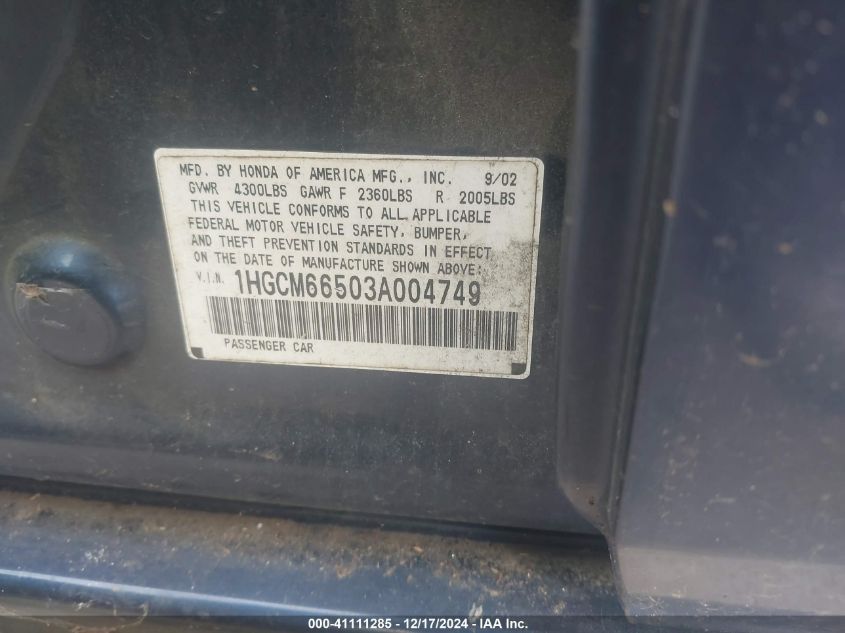 MFD. BY HONDA OF AMERICA MFG., INC. 9/02
GVWR 4300LBS GAWR F 2360LBS R 2005LBS
THIS VEHICLE CONFORMS TO ALL APPLICABLE
FEDERAL MOTOR VEHICLE SAFETY, BUMPER,
AND THEFT PREVENTION STANDARDS IN EFFECT
ON THE DATE OF MANUFACTURE SHOWN ABOVE:
V.I.N. 1HGCM66503A004749
PASSENGER CAR
000-41111285 - 12/17/2024 - IAA Inc.